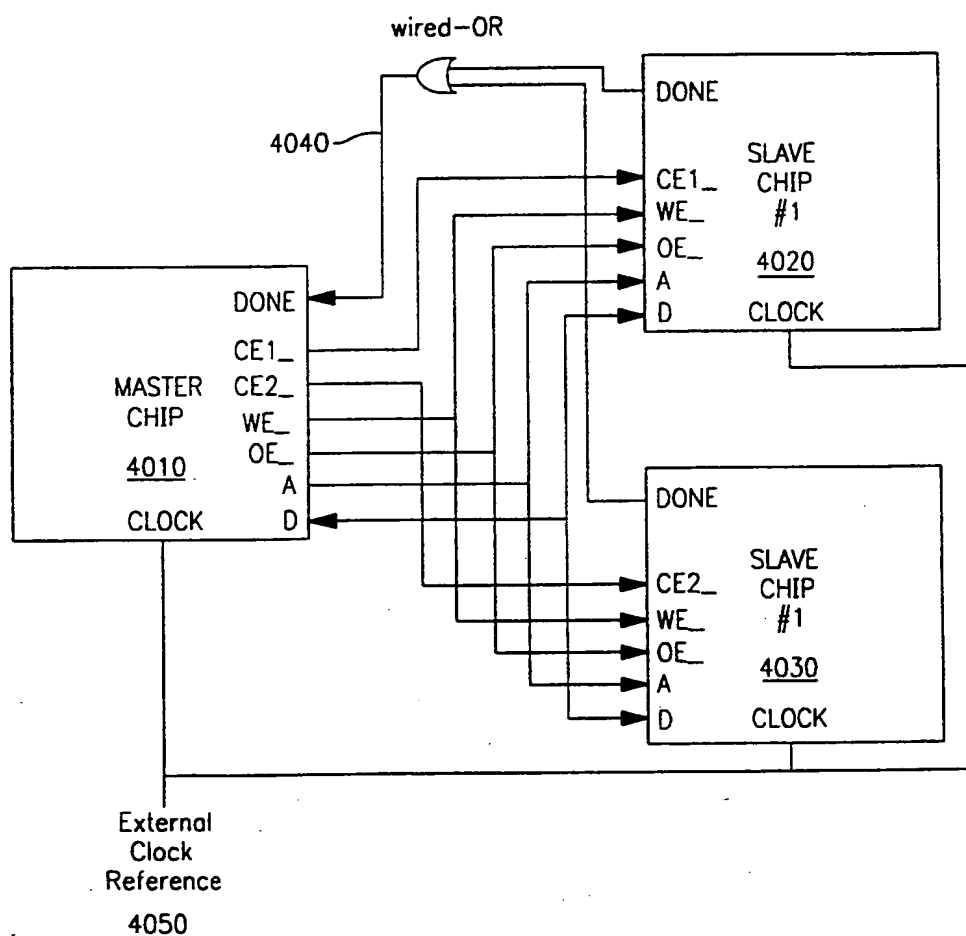 wired-OR
4040
DONE
CE1_
CE2_
WE_
OE_
A
D
MASTER
CHIP
4010
CLOCK
DONE
CE1_
WE_
OE_
A
D
SLAVE
CHIP
#1
4020
CLOCK
DONE
CE2_
WE_
OE_
A
D
SLAVE
CHIP
#1
4030
CLOCK
External
Clock
Reference
4050